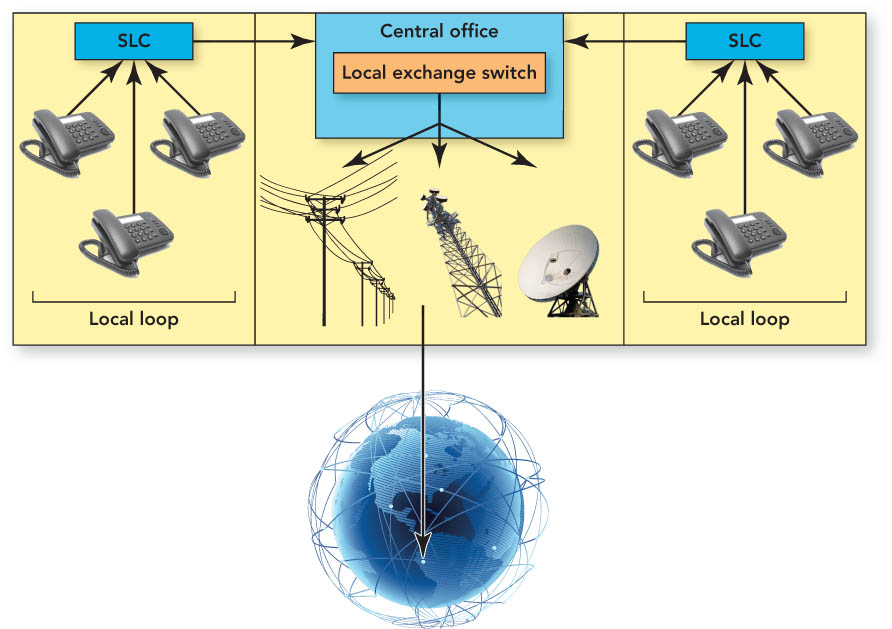 SLC
Central office
Local exchange switch
SLC
Local loop
Local loop